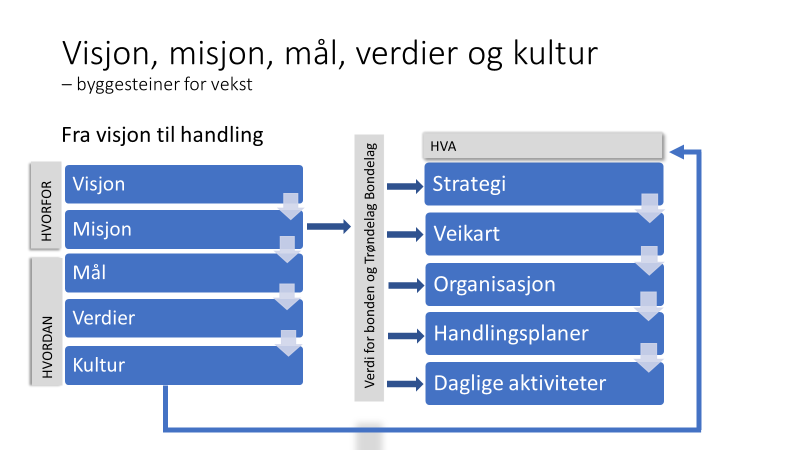 Visjon, misjon, mål, verdier og kultur
– byggesteiner for vekst
Fra visjon til handling
HVORFOR
Visjon
Misjon
HVORDAN
Mål
Verdier
Kultur
Verdi for bonden og Trøndelag Bondelag
HVA
Strategi
Veikart
Organisasjon
Handlingsplaner
Daglige aktiviteter